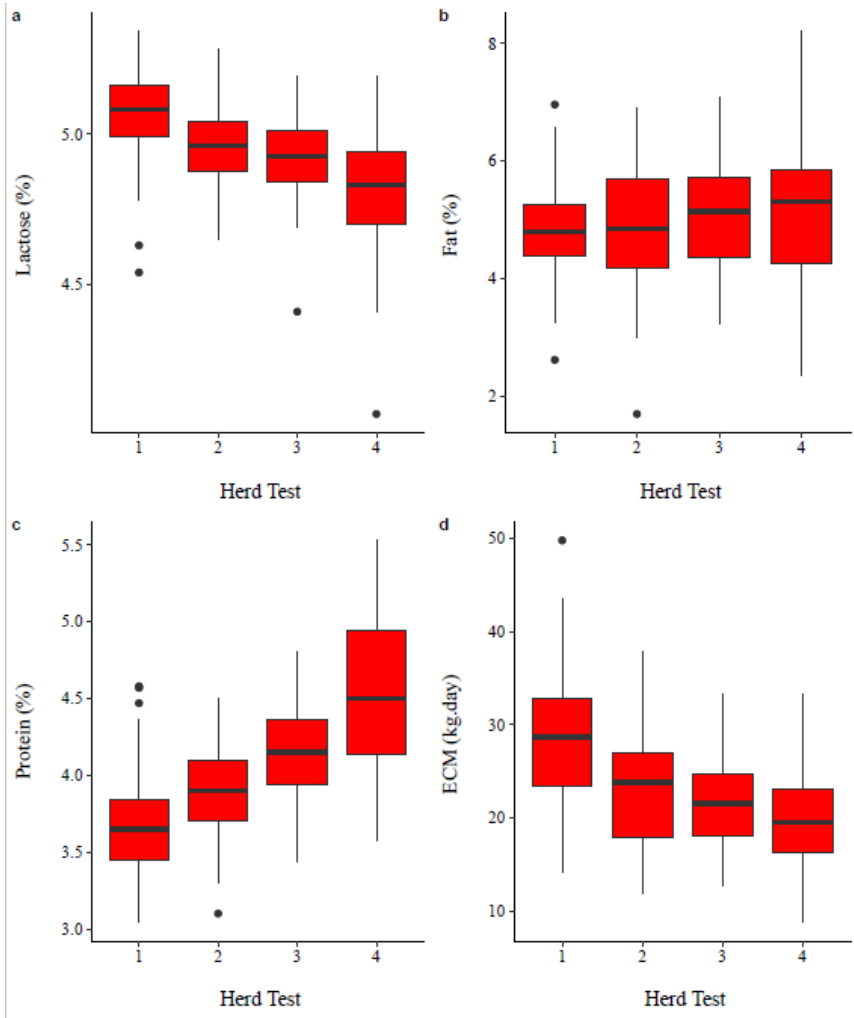 a
Lactose (%)
5.0
4.5
1 2 3 4
Herd Test
b
Fat (%)
8
6
4
2
1 2 3 4
Herd Test
c
Protein (%)
5.5
5.0
4.5
4.0
3.5
3.0
1 2 3 4
Herd Test
d
ECM (kg.day)
50
40
30
20
10
1 2 3 4
Herd Test